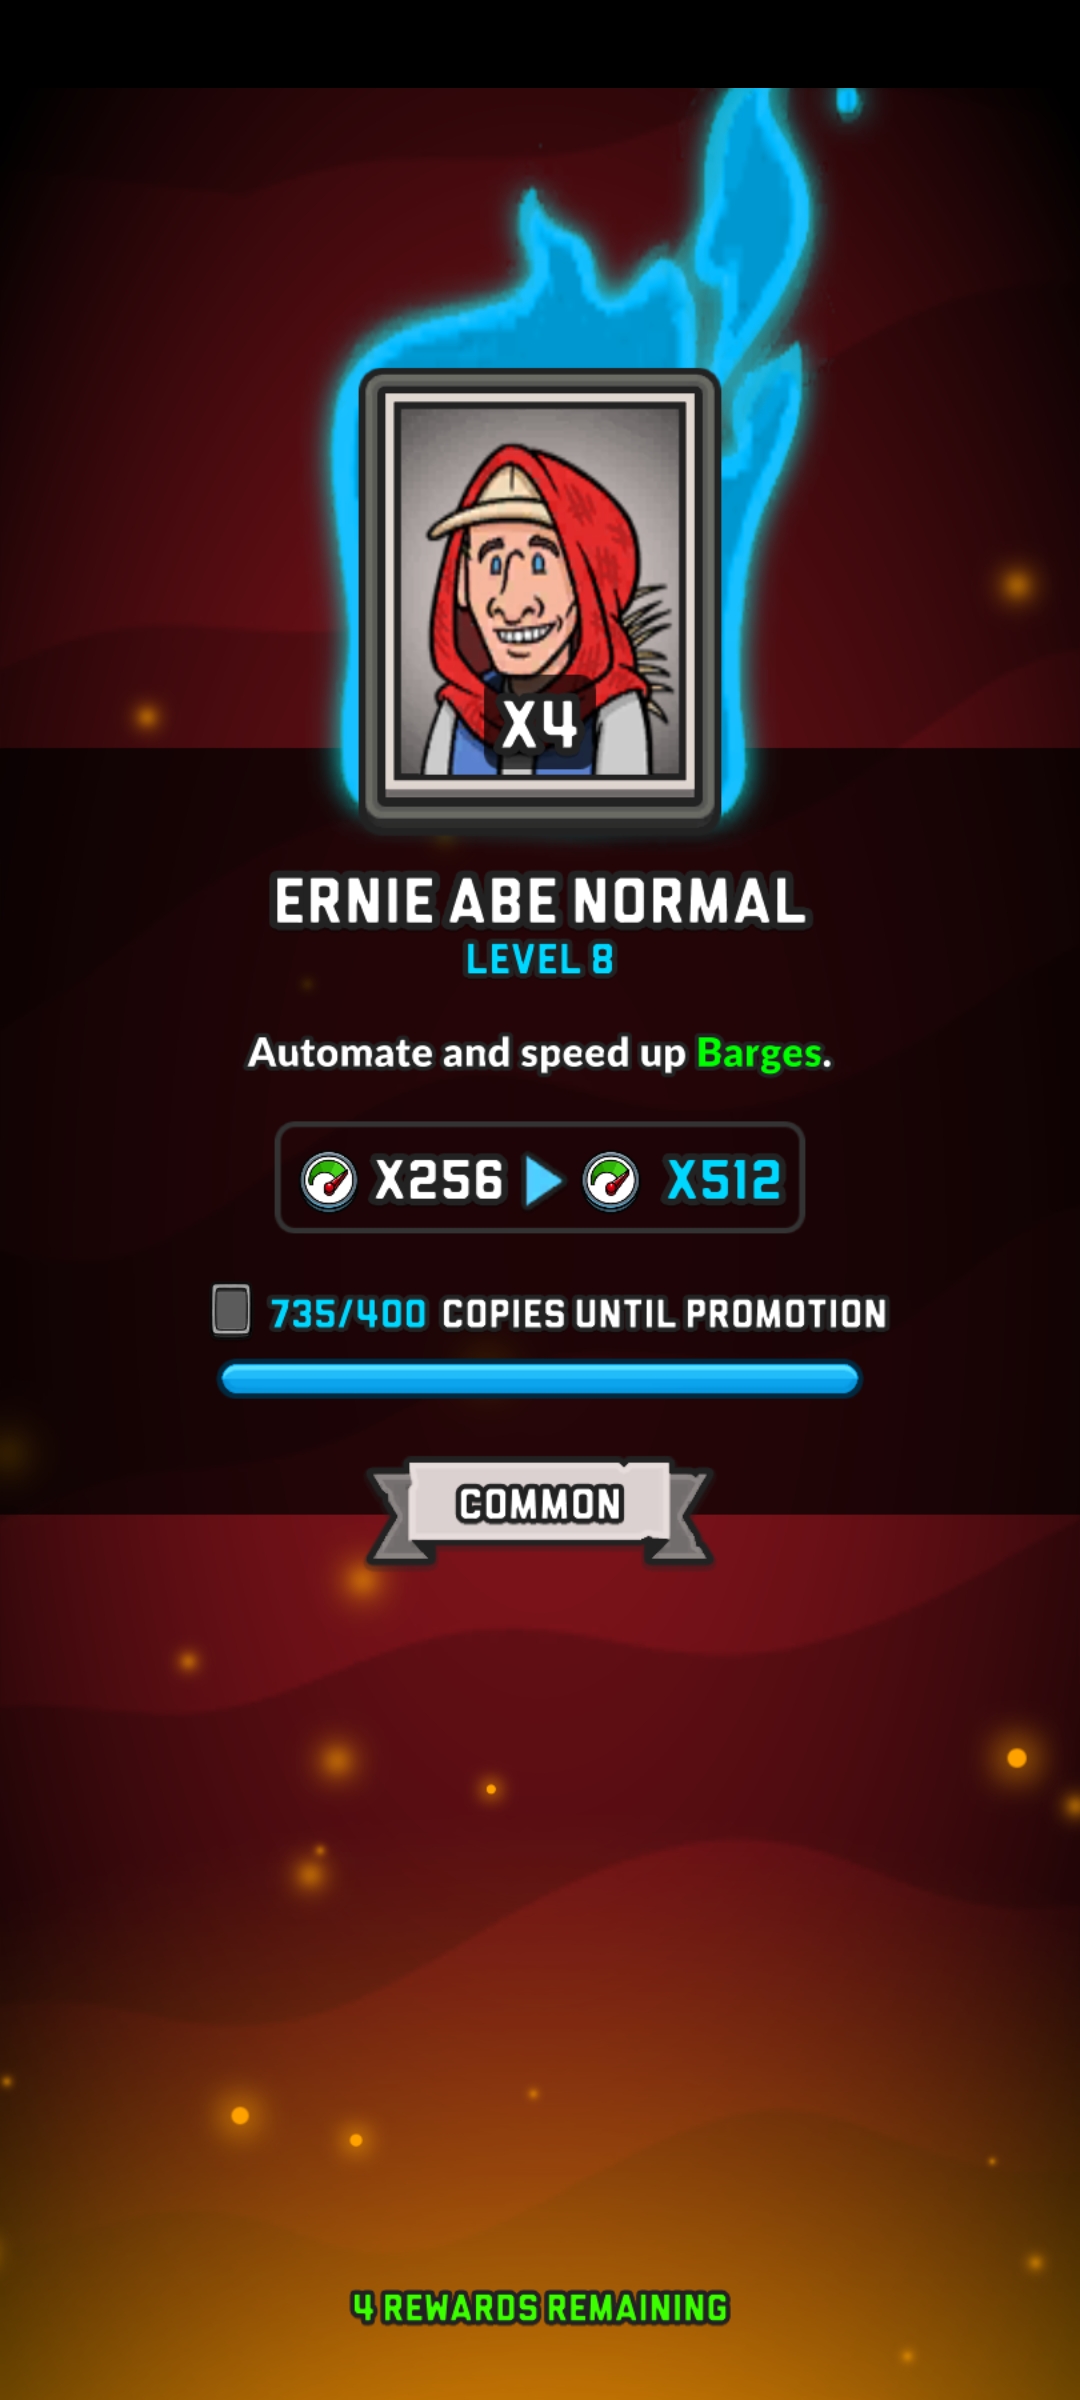 X4
ERNIE ABE NORMAL
LEVEL 8
Automate and speed up Barges.
X256 X512
735/400 COPIES UNTIL PROMOTION
COMMON
4 REWARDS REMAINING